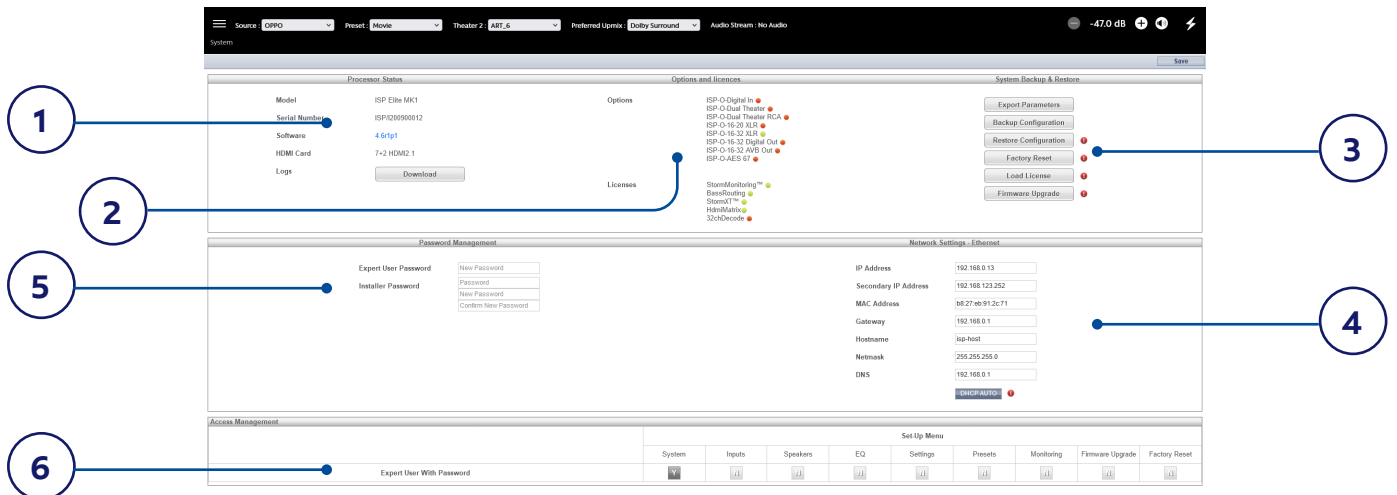 Source : OPPO Preset : Movie Theater 2 : ART_6 Preferred Upmix : Dolby Surround Audio Stream : No Audio -47.0 dB
System
Save
Processor Status
Model ISP Elite MK1
Serial Number ISP/I200900012
Software 4.6r1p1
HDMI Card 7+2 HDMI2.1
Logs Download
Options and licences
Options
ISP-O-Digital In
ISP-O-Dual Theater
ISP-O-Dual Theater RCA
ISP-O-16-20 XLR
ISP-O-16-32 XLR
ISP-O-16-32 Digital Out
ISP-O-16-32 AVB Out
ISP-O-AES 67
Licenses
StormMonitoring™
BassRouting
StormXT™
HdmiMatrix
32chDecode
System Backup & Restore
Export Parameters
Backup Configuration
Restore Configuration
Factory Reset
Load License
Firmware Upgrade
1
2
3
Password Management
Expert User Password New Password
Installer Password Password
New Password
Confirm New Password
5
Network Settings - Ethernet
IP Address 192.168.0.13
Secondary IP Address 192.168.123.252
MAC Address b8:27:eb:91:2c:71
Gateway 192.168.0.1
Hostname isp-host
Netmask 255.255.255.0
DNS 192.168.0.1
DHCP AUTO
4
Access Management
Set-Up Menu
System Inputs Speakers EQ Settings Presets Monitoring Firmware Upgrade Factory Reset
Expert User With Password Y
6